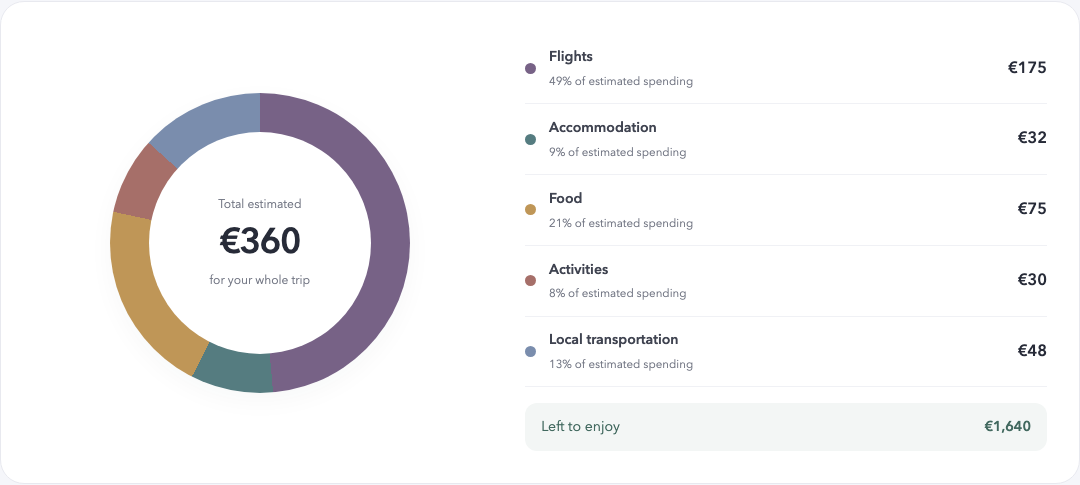 Total estimated
€360
for your whole trip
Flights
49% of estimated spending
€175
Accommodation
9% of estimated spending
€32
Food
21% of estimated spending
€75
Activities
8% of estimated spending
€30
Local transportation
13% of estimated spending
€48
Left to enjoy
€1,640